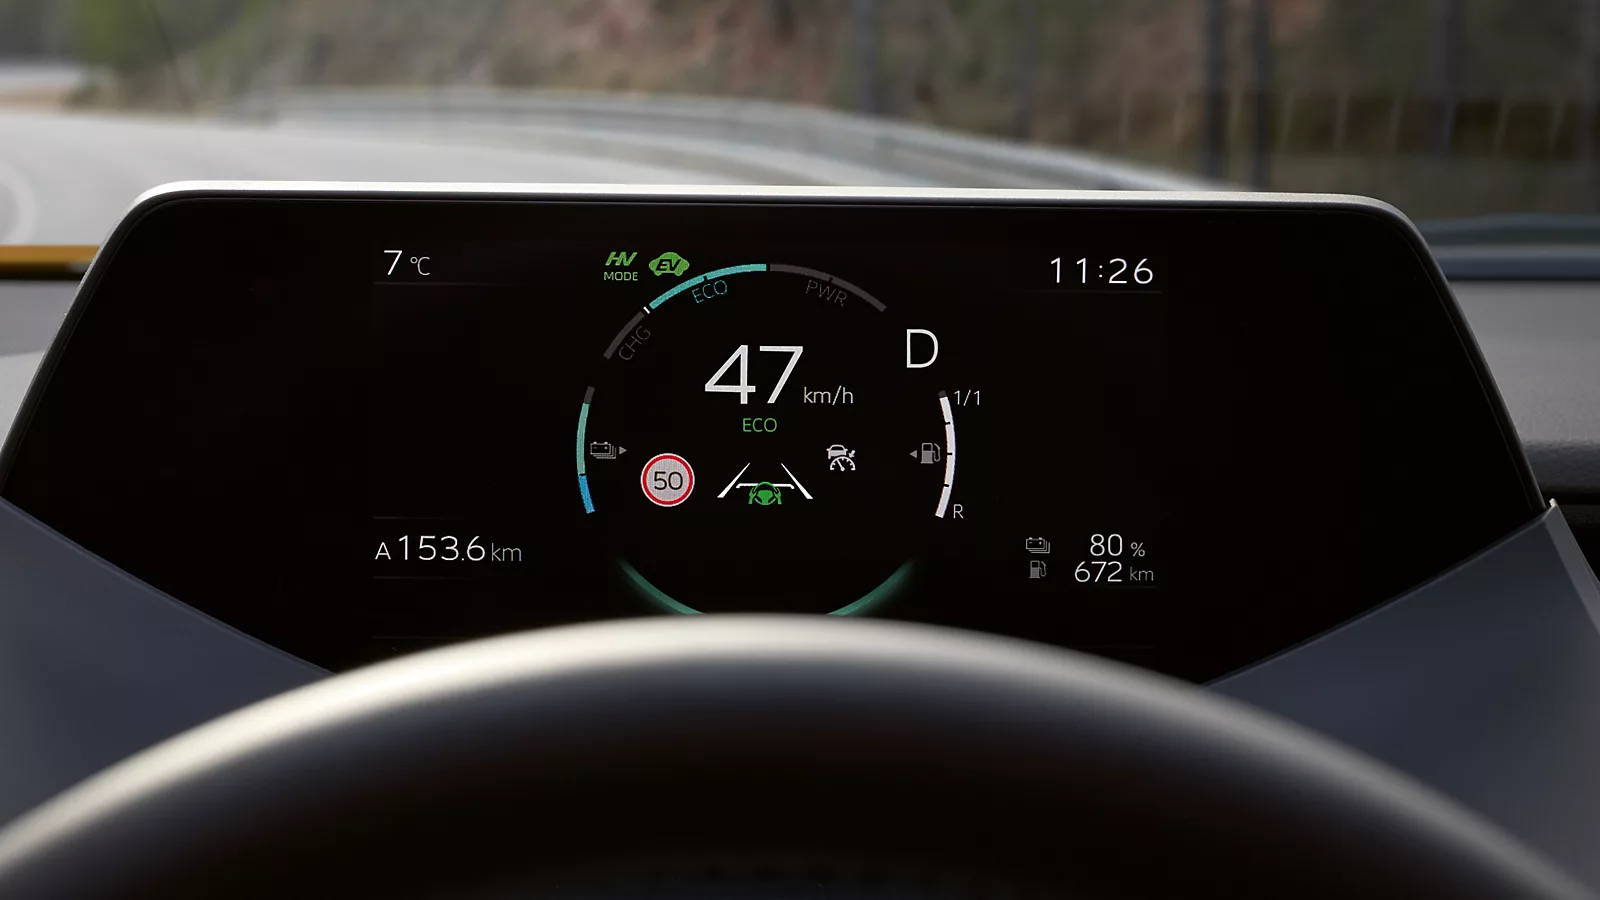 7 °C
HV
MODE
EV
11:26
ECO
PWR
CHG
D
47 km/h
1/1
ECO
50
R
A 153.6 km
80 %
672 km